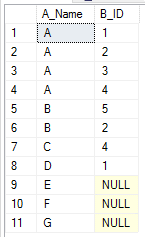 A_Name B_ID
1 A 1
2 A 2
3 A 3
4 A 4
5 B 5
6 B 2
7 C 4
8 D 1
9 E NULL
10 F NULL
11 G NULL